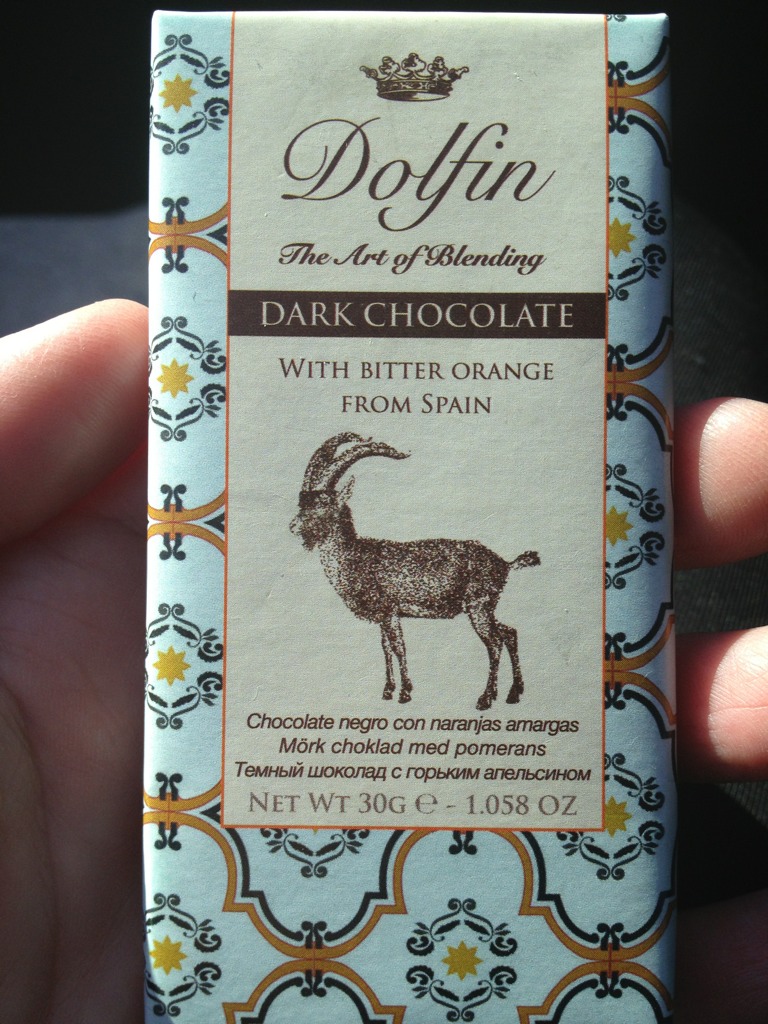 Dolfin
The Art of Blending
DARK CHOCOLATE
WITH BITTER ORANGE
FROM SPAIN
Chocolate negro con naranjas amargas
Mörk choklad med pomerans
Темный шоколад с горьким апельсином
NET WT 30G ℮ - 1.058 OZ